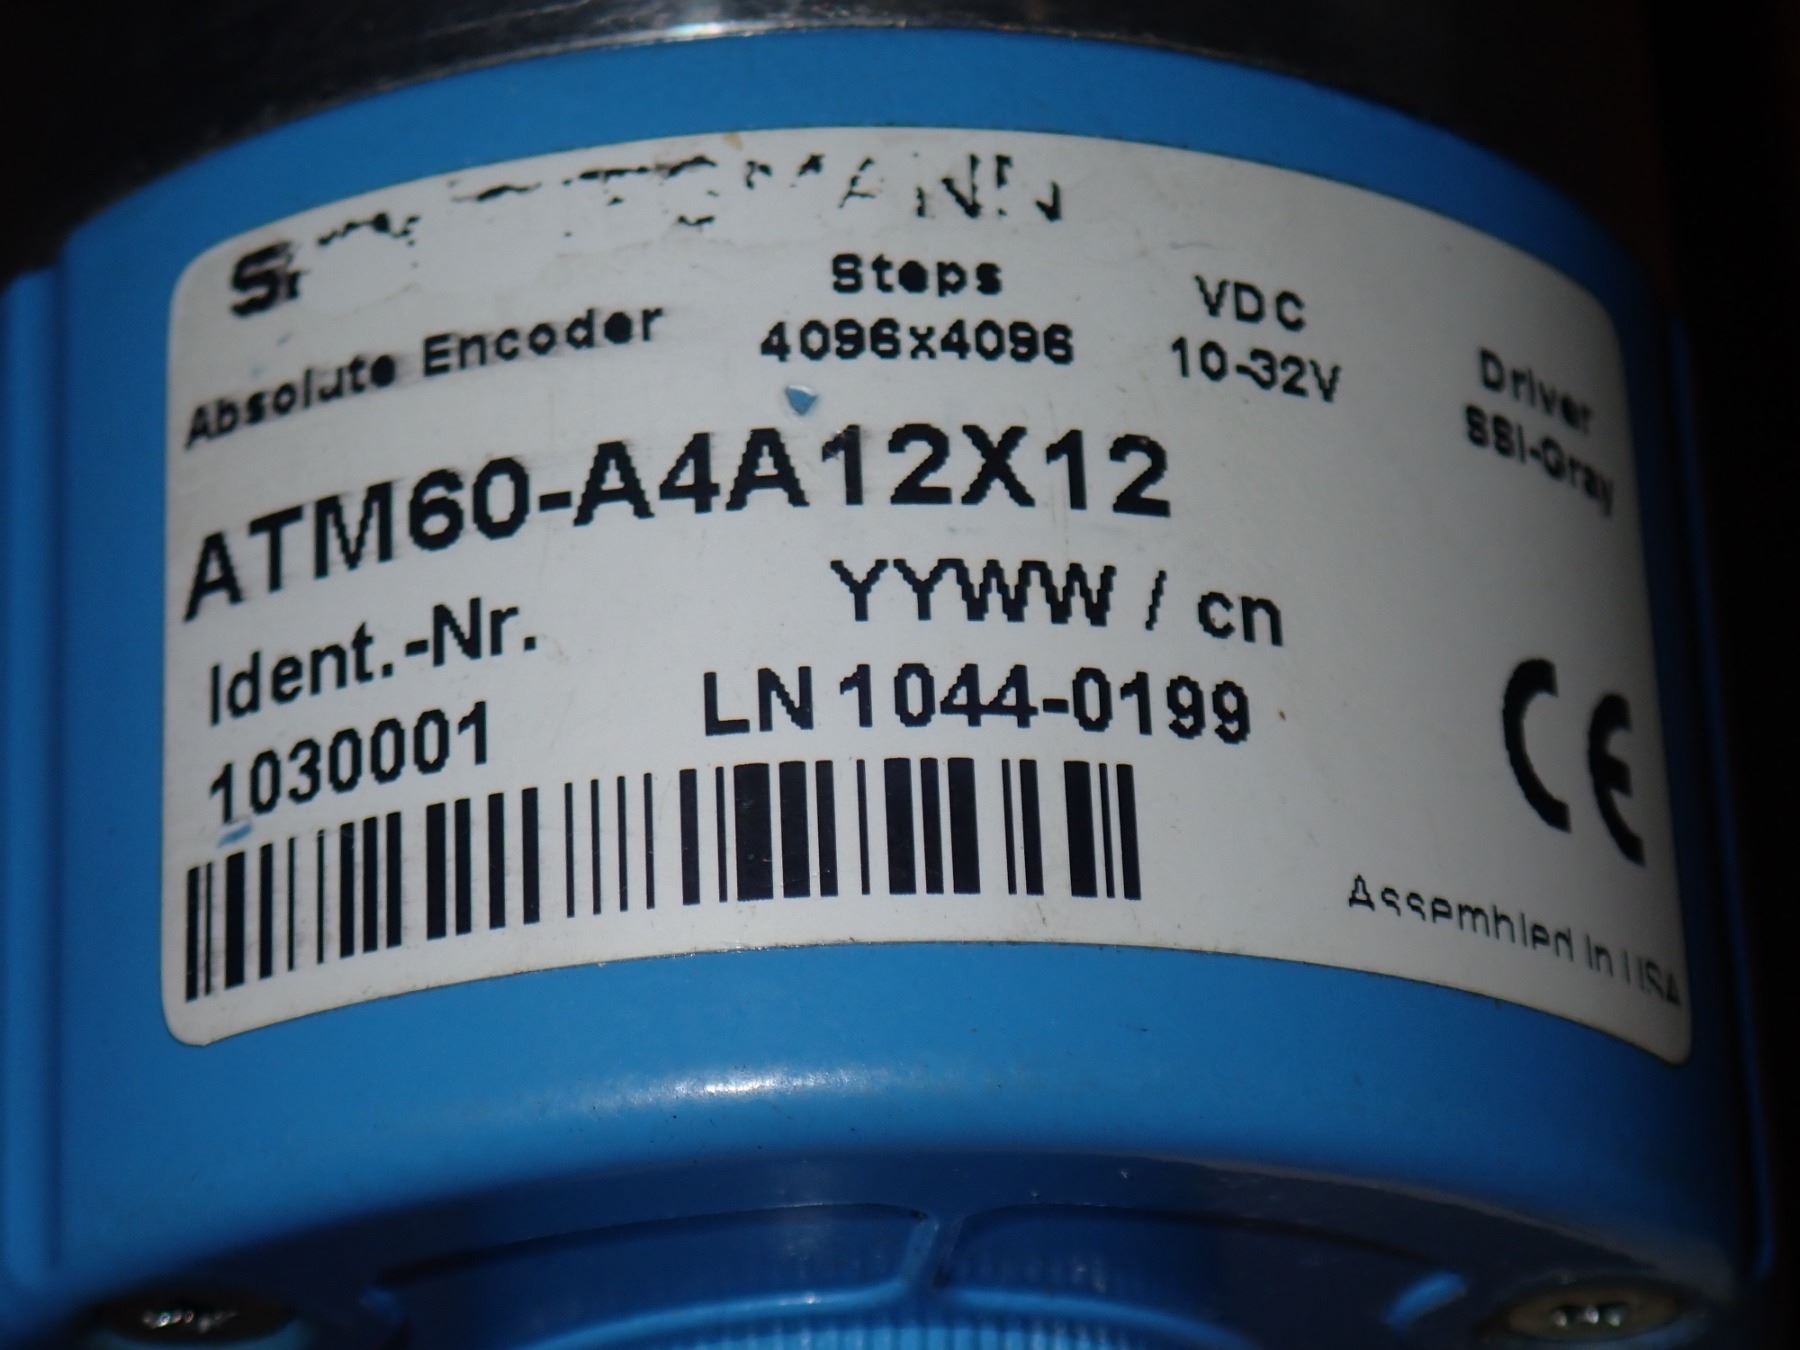 Absolute Encoder
Steps
4096x4096
VDC
10-32V
Driver
SSI-Gray
ATM60-A4A12X12
Ident.-Nr.
1030001
YYWW / cn
LN 1044-0199
CE
Assembled in USA